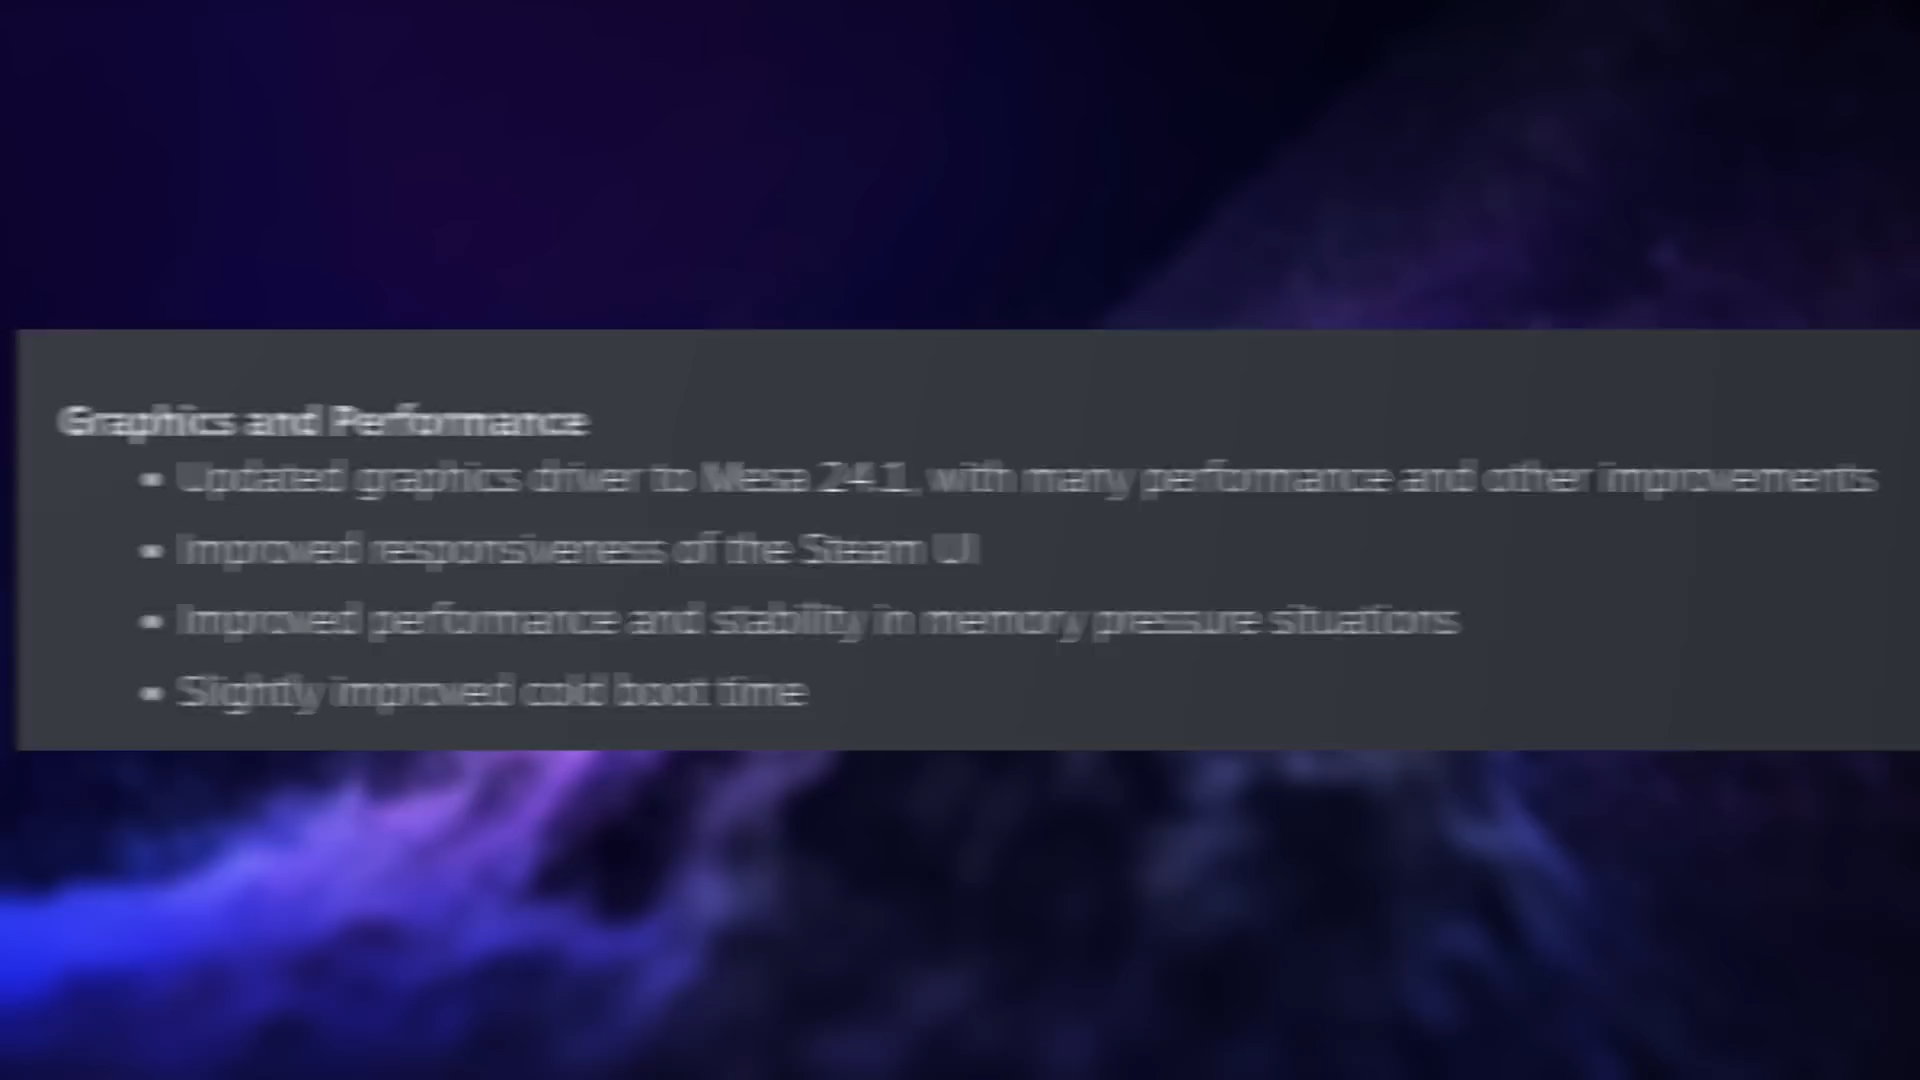 Graphics and Performance
• Updated graphics driver to Mesa 24.1, with many performance and other improvements
• Improved responsiveness of the Steam UI
• Improved performance and stability in memory pressure situations
• Slightly improved cold boot time